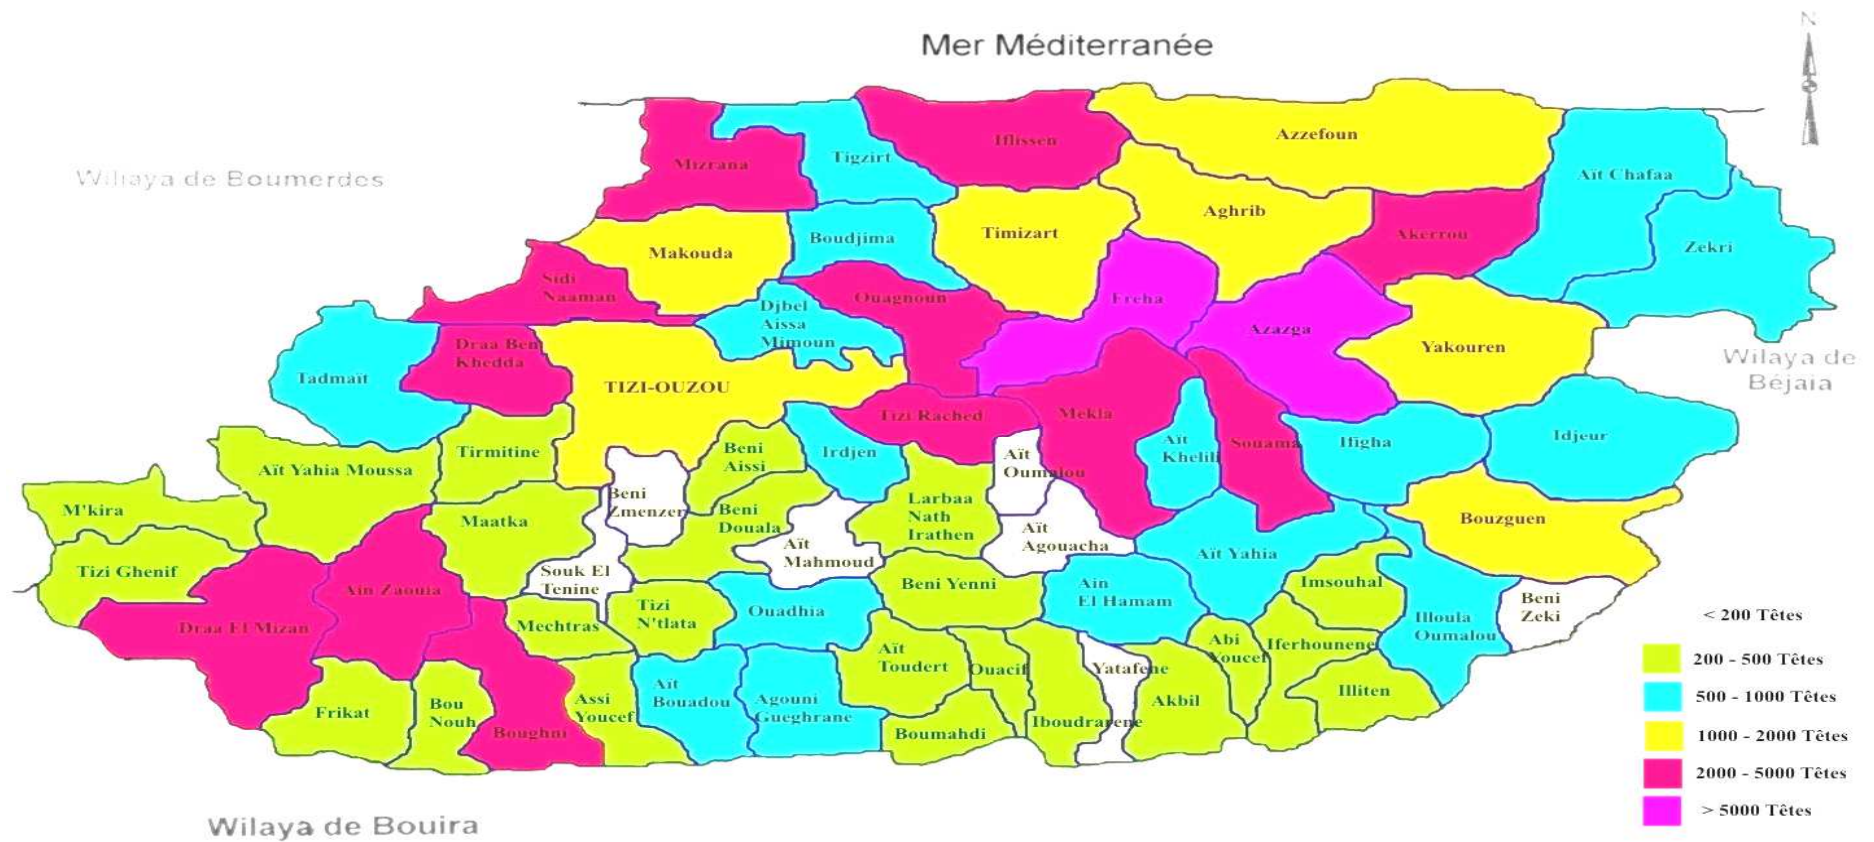 N
Mer Méditerranée
Wilaya de Boumerdes
Mizrana
Tigzirt
Iflissen
Azzefoun
Aït Chafaa
Makouda
Boudjima
Timizart
Aghrib
Akerrou
Zekri
Sidi
Naaman
Djbel
Aissa
Mimoun
Ouagnoun
Freha
Azazga
Yakouren
Wilaya de
Béjaia
Tadmaït
Draa Ben
Khedda
TIZI-OUZOU
Tizi Rached
Mekla
Aït
Khelili
Souama
Ifigha
Idjeur
Aït Yahia Moussa
Tirmitine
Beni
Aissi
Irdjen
Aït
Oumalou
M'kira
Maatka
Beni
Zmenzer
Beni
Douala
Larbaa
Nath
Irathen
Aït
Agouacha
Bouzguen
Tizi Ghenif
Souk El
Tenine
Aït
Mahmoud
Aït Yahia
Ain Zaouia
Draa El Mizan
Mechtras
Tizi
N'tlata
Ouadhia
Beni Yenni
Ain
El Hamam
Imsouhal
Illoula
Oumalou
Beni
Zeki
Abi
Youcef
Iferhounene
Frikat
Bou
Nouh
Boughni
Assi
Youcef
Aït
Bouadou
Agouni
Gueghrane
Aït
Toudert
Ouacif
Boumahdi
Iboudrarene
Yatafene
Akbil
Illiten
Wilaya de Bouira
< 200 Têtes
200 - 500 Têtes
500 - 1000 Têtes
1000 - 2000 Têtes
2000 - 5000 Têtes
> 5000 Têtes